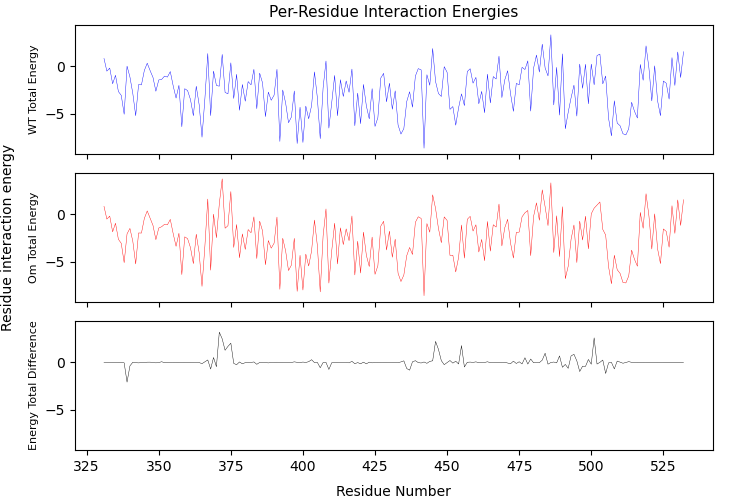 Per-Residue Interaction Energies
Residue interaction energy
WT Total Energy
0
−5
Om Total Energy
0
−5
Energy Total Difference
0
−5
325 350 375 400 425 450 475 500 525
Residue Number